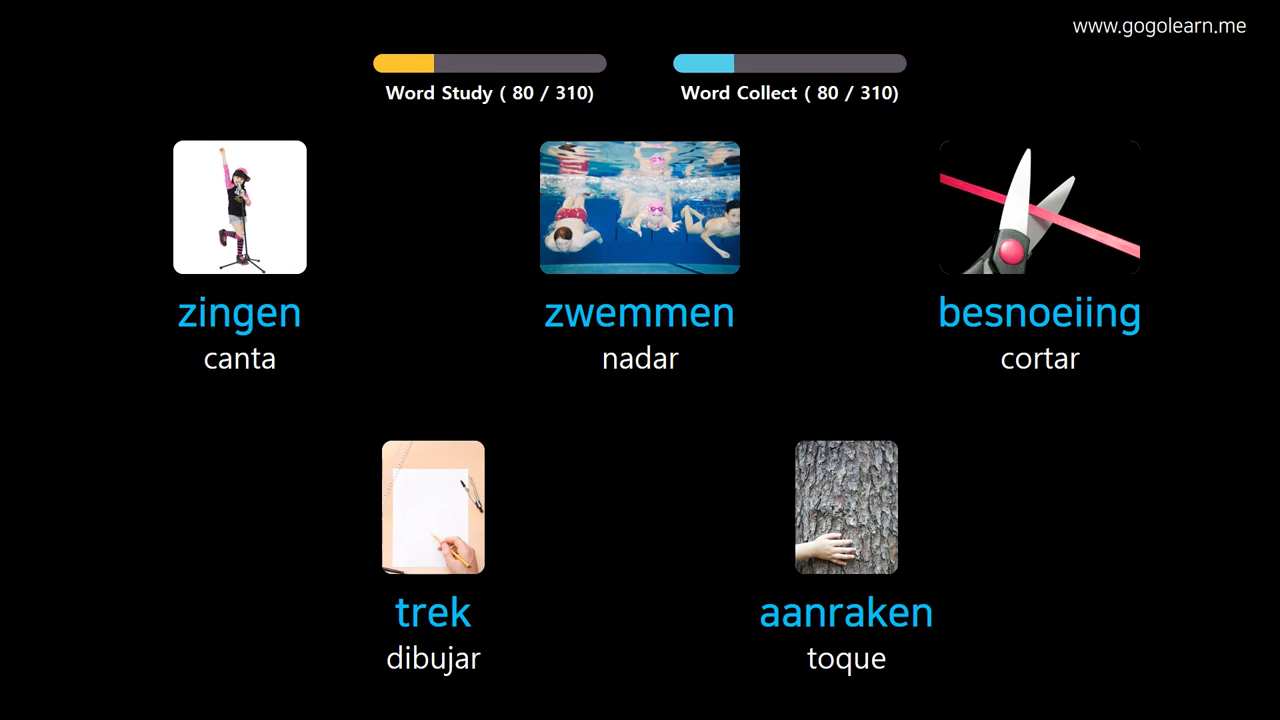 www.gogolearn.me
Word Study ( 80 / 310)
Word Collect ( 80 / 310)
zingen
canta
zwemmen
nadar
besnoeiing
cortar
trek
dibujar
aanraken
toque